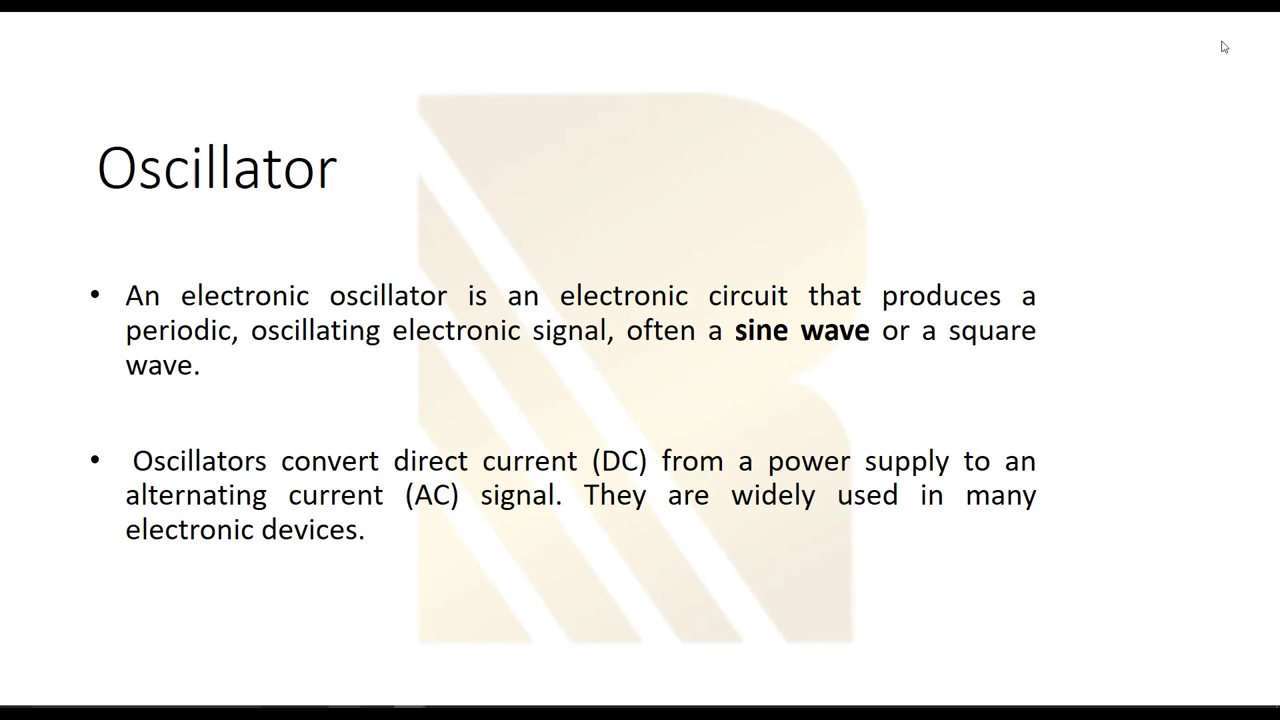 Oscillator
• An electronic oscillator is an electronic circuit that produces a
periodic, oscillating electronic signal, often a sine wave or a square
wave.
• Oscillators convert direct current (DC) from a power supply to an
alternating current (AC) signal. They are widely used in many
electronic devices.